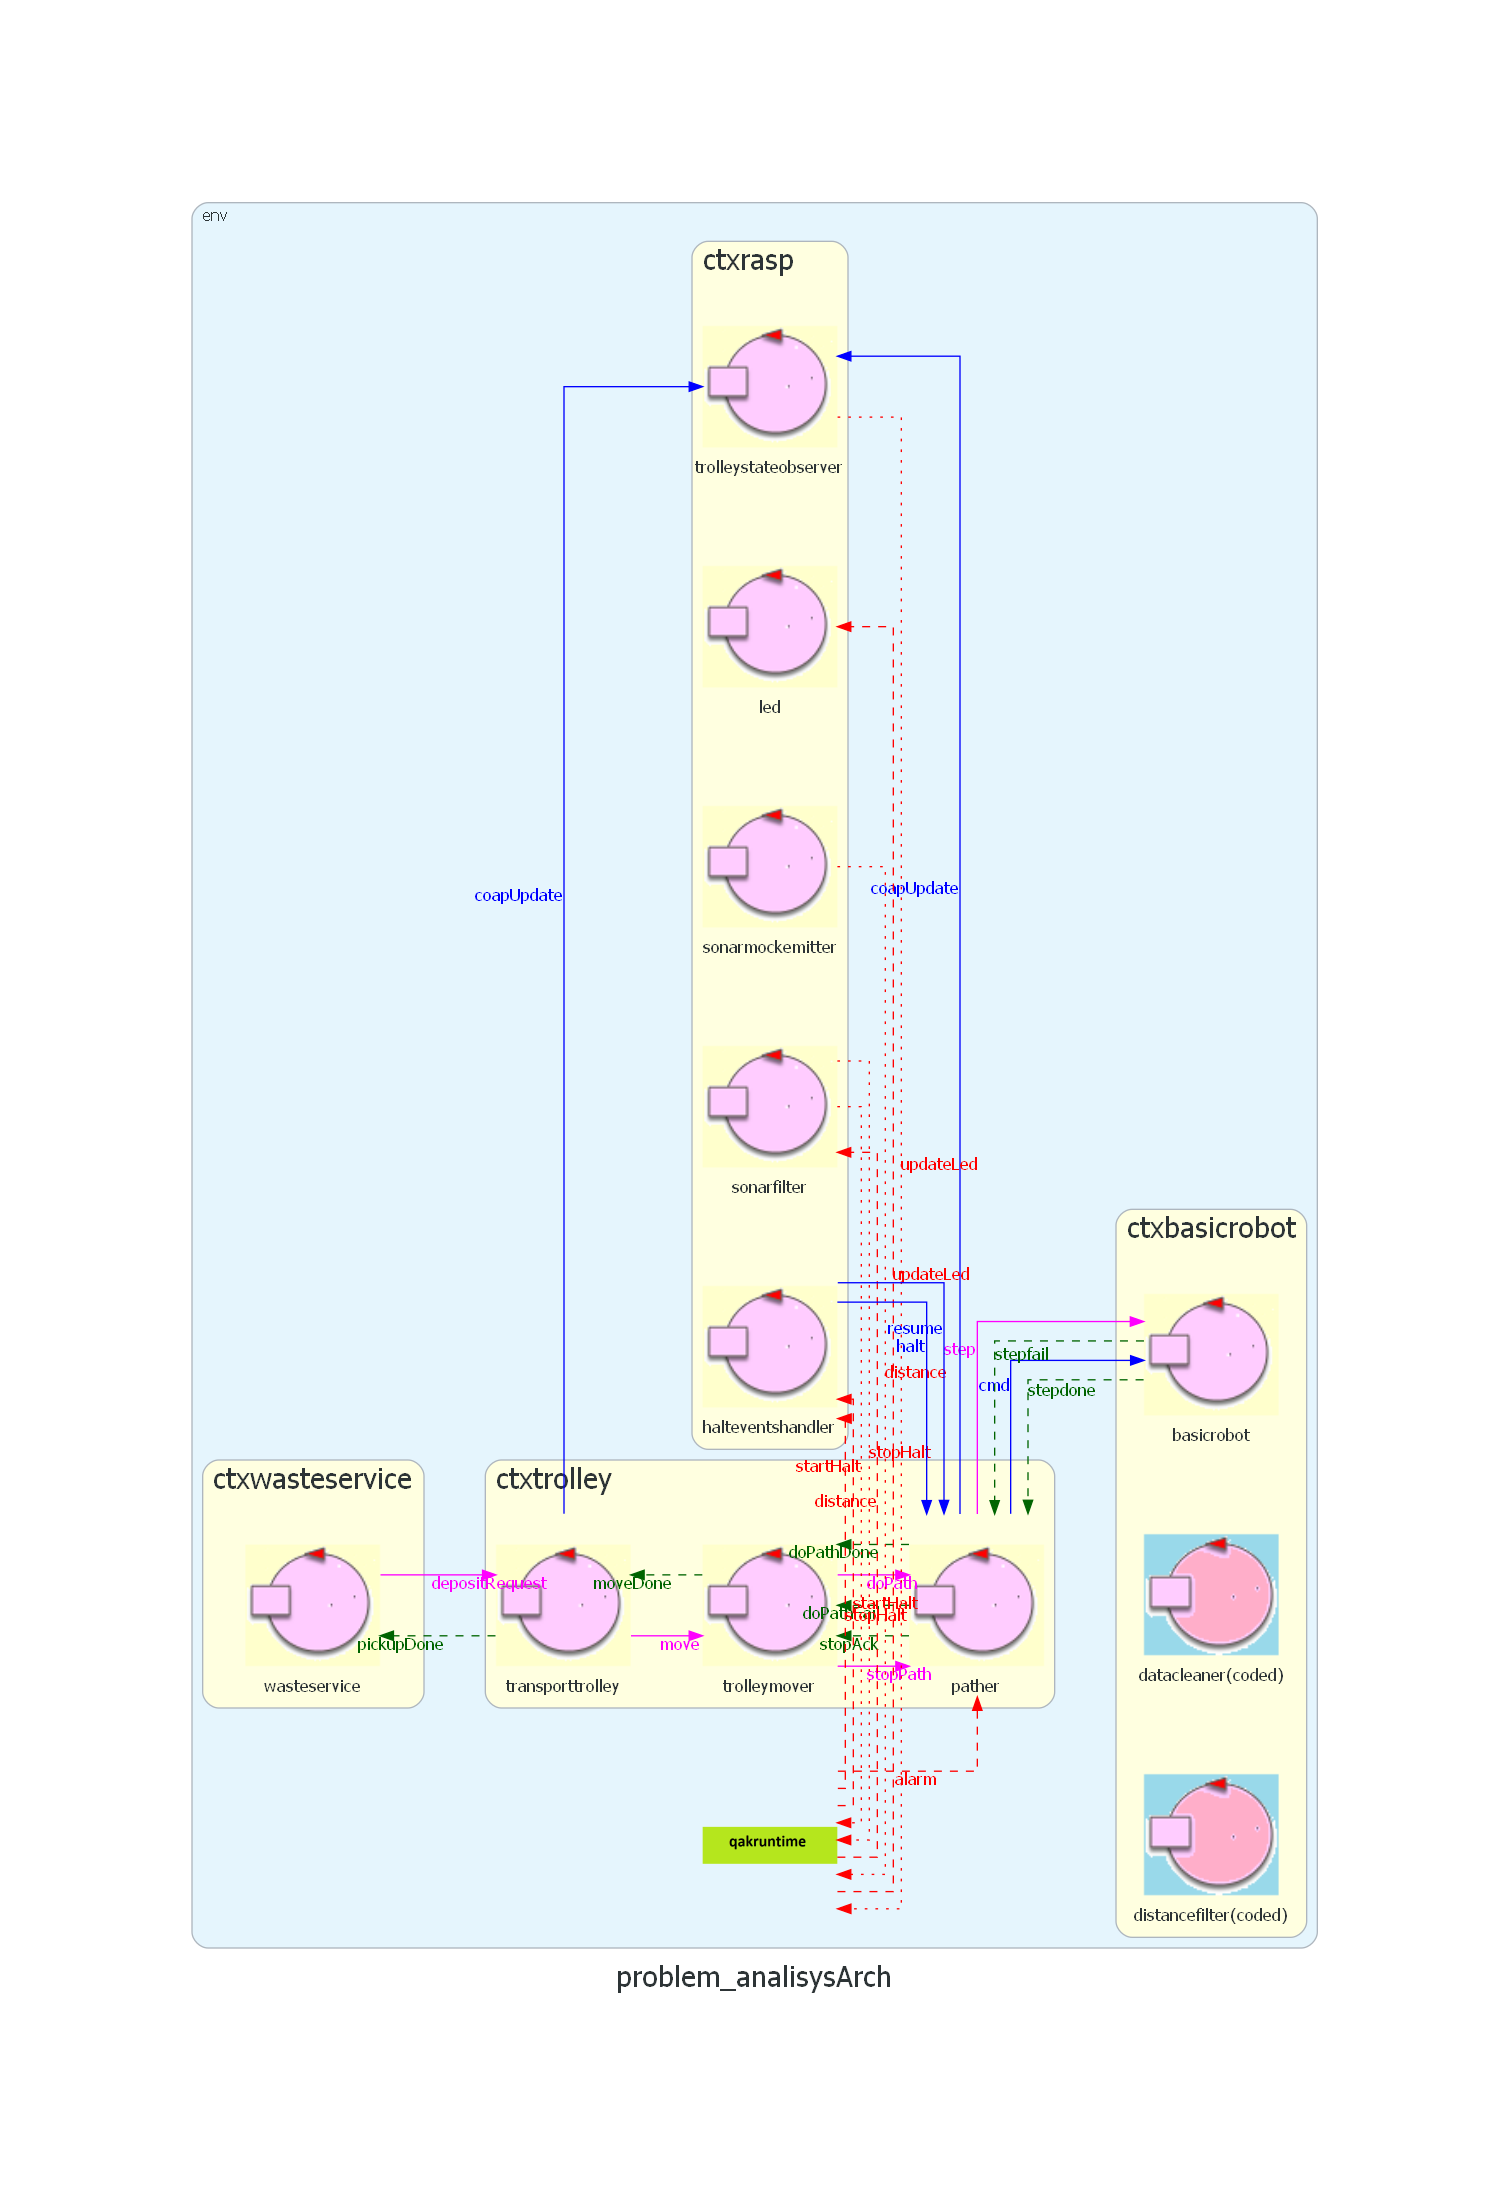 env
ctxrasp
trolleystateobserver
led
coapUpdate
coapUpdate
sonarmockemitter
updateLed
sonarfilter
ctxbasicrobot
updateLed
resume
halt
step
stepfail
distance
cmd
stepdone
halteventshandler
basicrobot
stopHalt
startHalt
ctxwasteservice
ctxtrolley
distance
doPathDone
depositRequest
moveDone
doPath
startHalt
stopHalt
pickupDone
move
stopAck
stopPath
datacleaner(coded)
wasteservice
transporttrolley
trolleymover
pather
alarm
qakruntime
distancefilter(coded)
problem_analisysArch